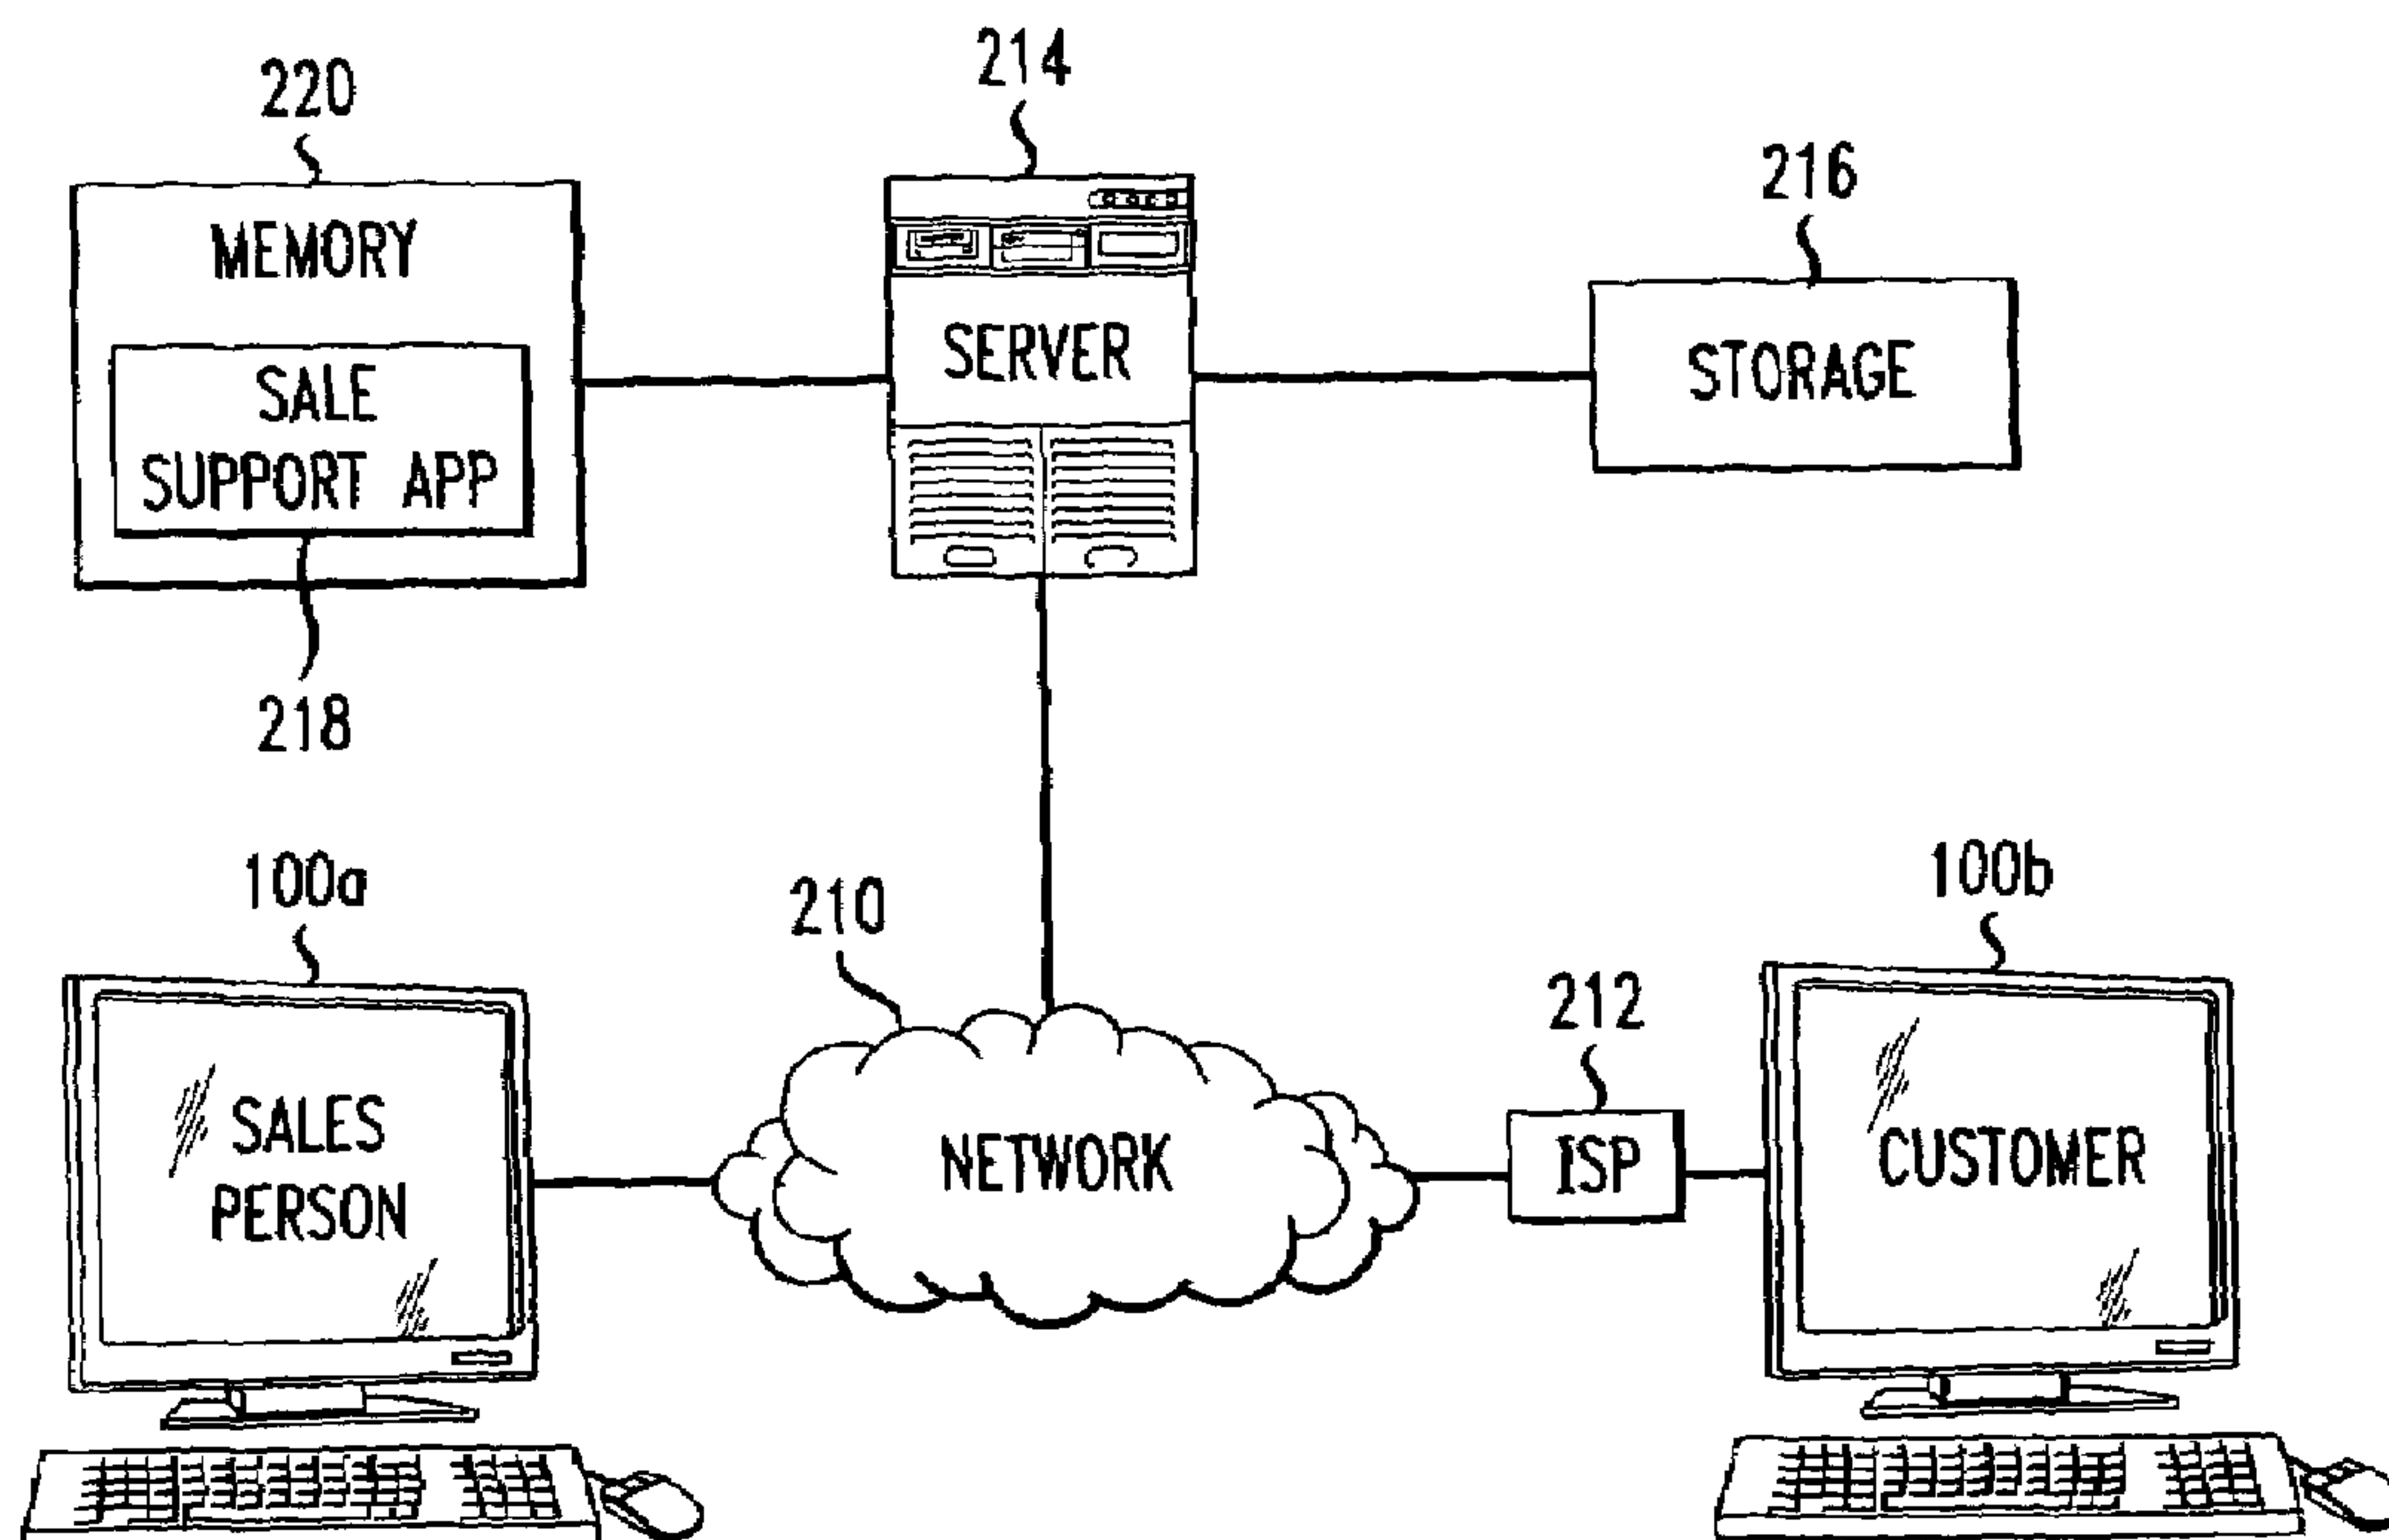 214
220
216
MEMORY
SERVER
STORAGE
SALE
SUPPORT APP
218
100a
210
100b
212
SALES
PERSON
NETWORK
ISP
CUSTOMER